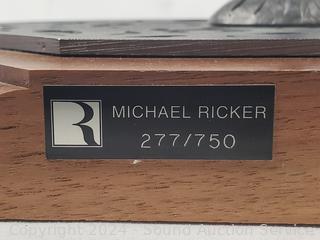 R MICHAEL RICKER
277/750
Copyright 2024 - Sound Auction Service